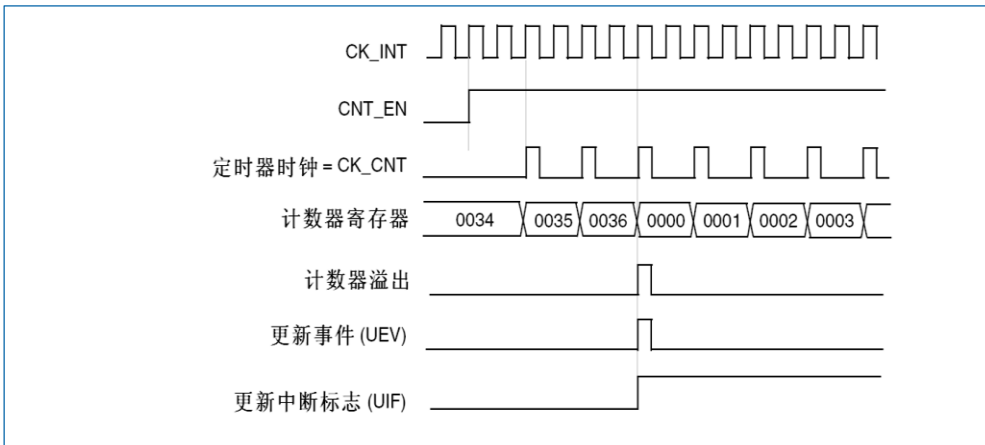 CK_INT
CNT_EN
定时器时钟 = CK_CNT
计数器寄存器 0034 0035 0036 0000 0001 0002 0003
计数器溢出
更新事件 (UEV)
更新中断标志 (UIF)